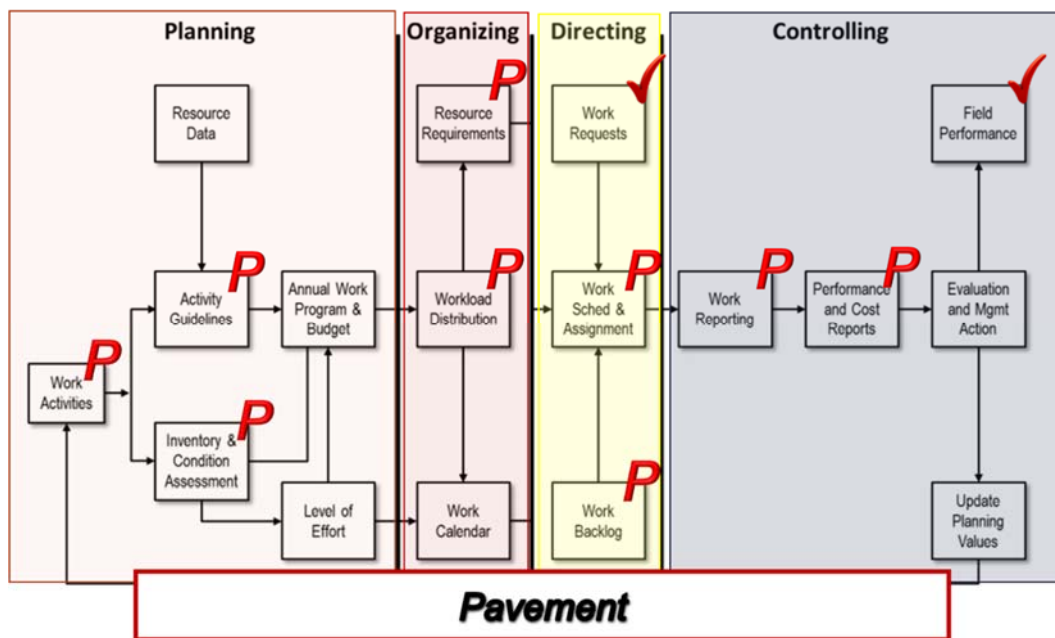 Planning
Organizing
Directing
Controlling
Resource
Data
P
Resource
Requirements
Work
Requests
Field
Performance
P
Activity
Guidelines
Annual Work
Program &
Budget
P
Workload
Distribution
P
Work
Sched &
Assignment
P
Work
Reporting
P
Performance
and Cost
Reports
Evaluation
and Mgmt
Action
P
Work
Activities
P
Inventory &
Condition
Assessment
Level of
Effort
Work
Calendar
P
Work
Backlog
Update
Planning
Values
Pavement